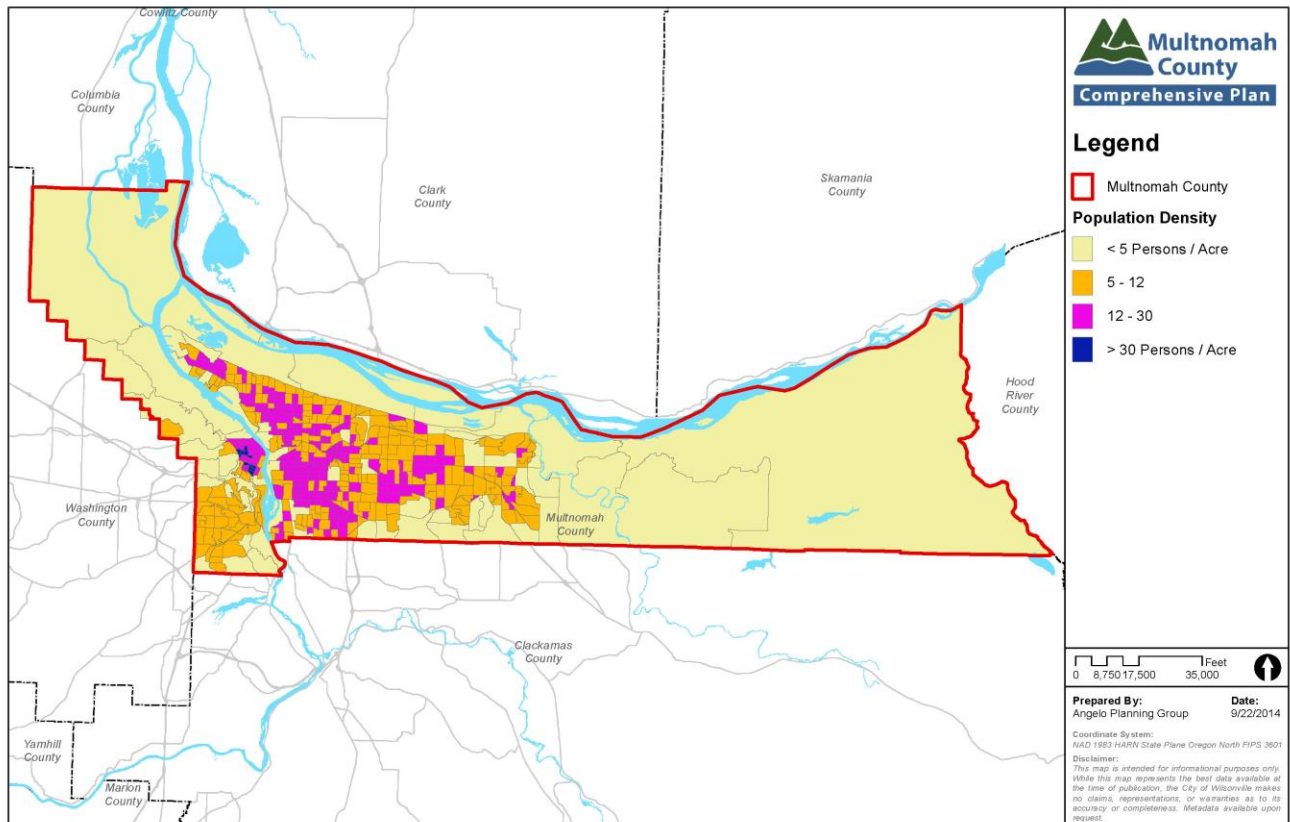 Cowlitz County
Columbia
County
Clark
County
Skamania
County
Hood
River
County
Washington
County
Multnomah
County
Clackamas
County
Yamhill
County
Marion
County
Multnomah
County
Comprehensive Plan
Legend
Multnomah County
Population Density
< 5 Persons / Acre
5 - 12
12 - 30
> 30 Persons / Acre
Feet
0 8,750 17,500 35,000
Prepared By: Date:
Angelo Planning Group 9/22/2014
Coordinate System:
NAD 1983 HARN State Plane Oregon North FIPS 3601
Disclaimer:
This map is intended for informational purposes only.
While this map represents the best data available at
the time of publication, the City of Wilsonville makes
no claims, representations, or warranties as to its
accuracy or completeness. Metadata available upon
request.